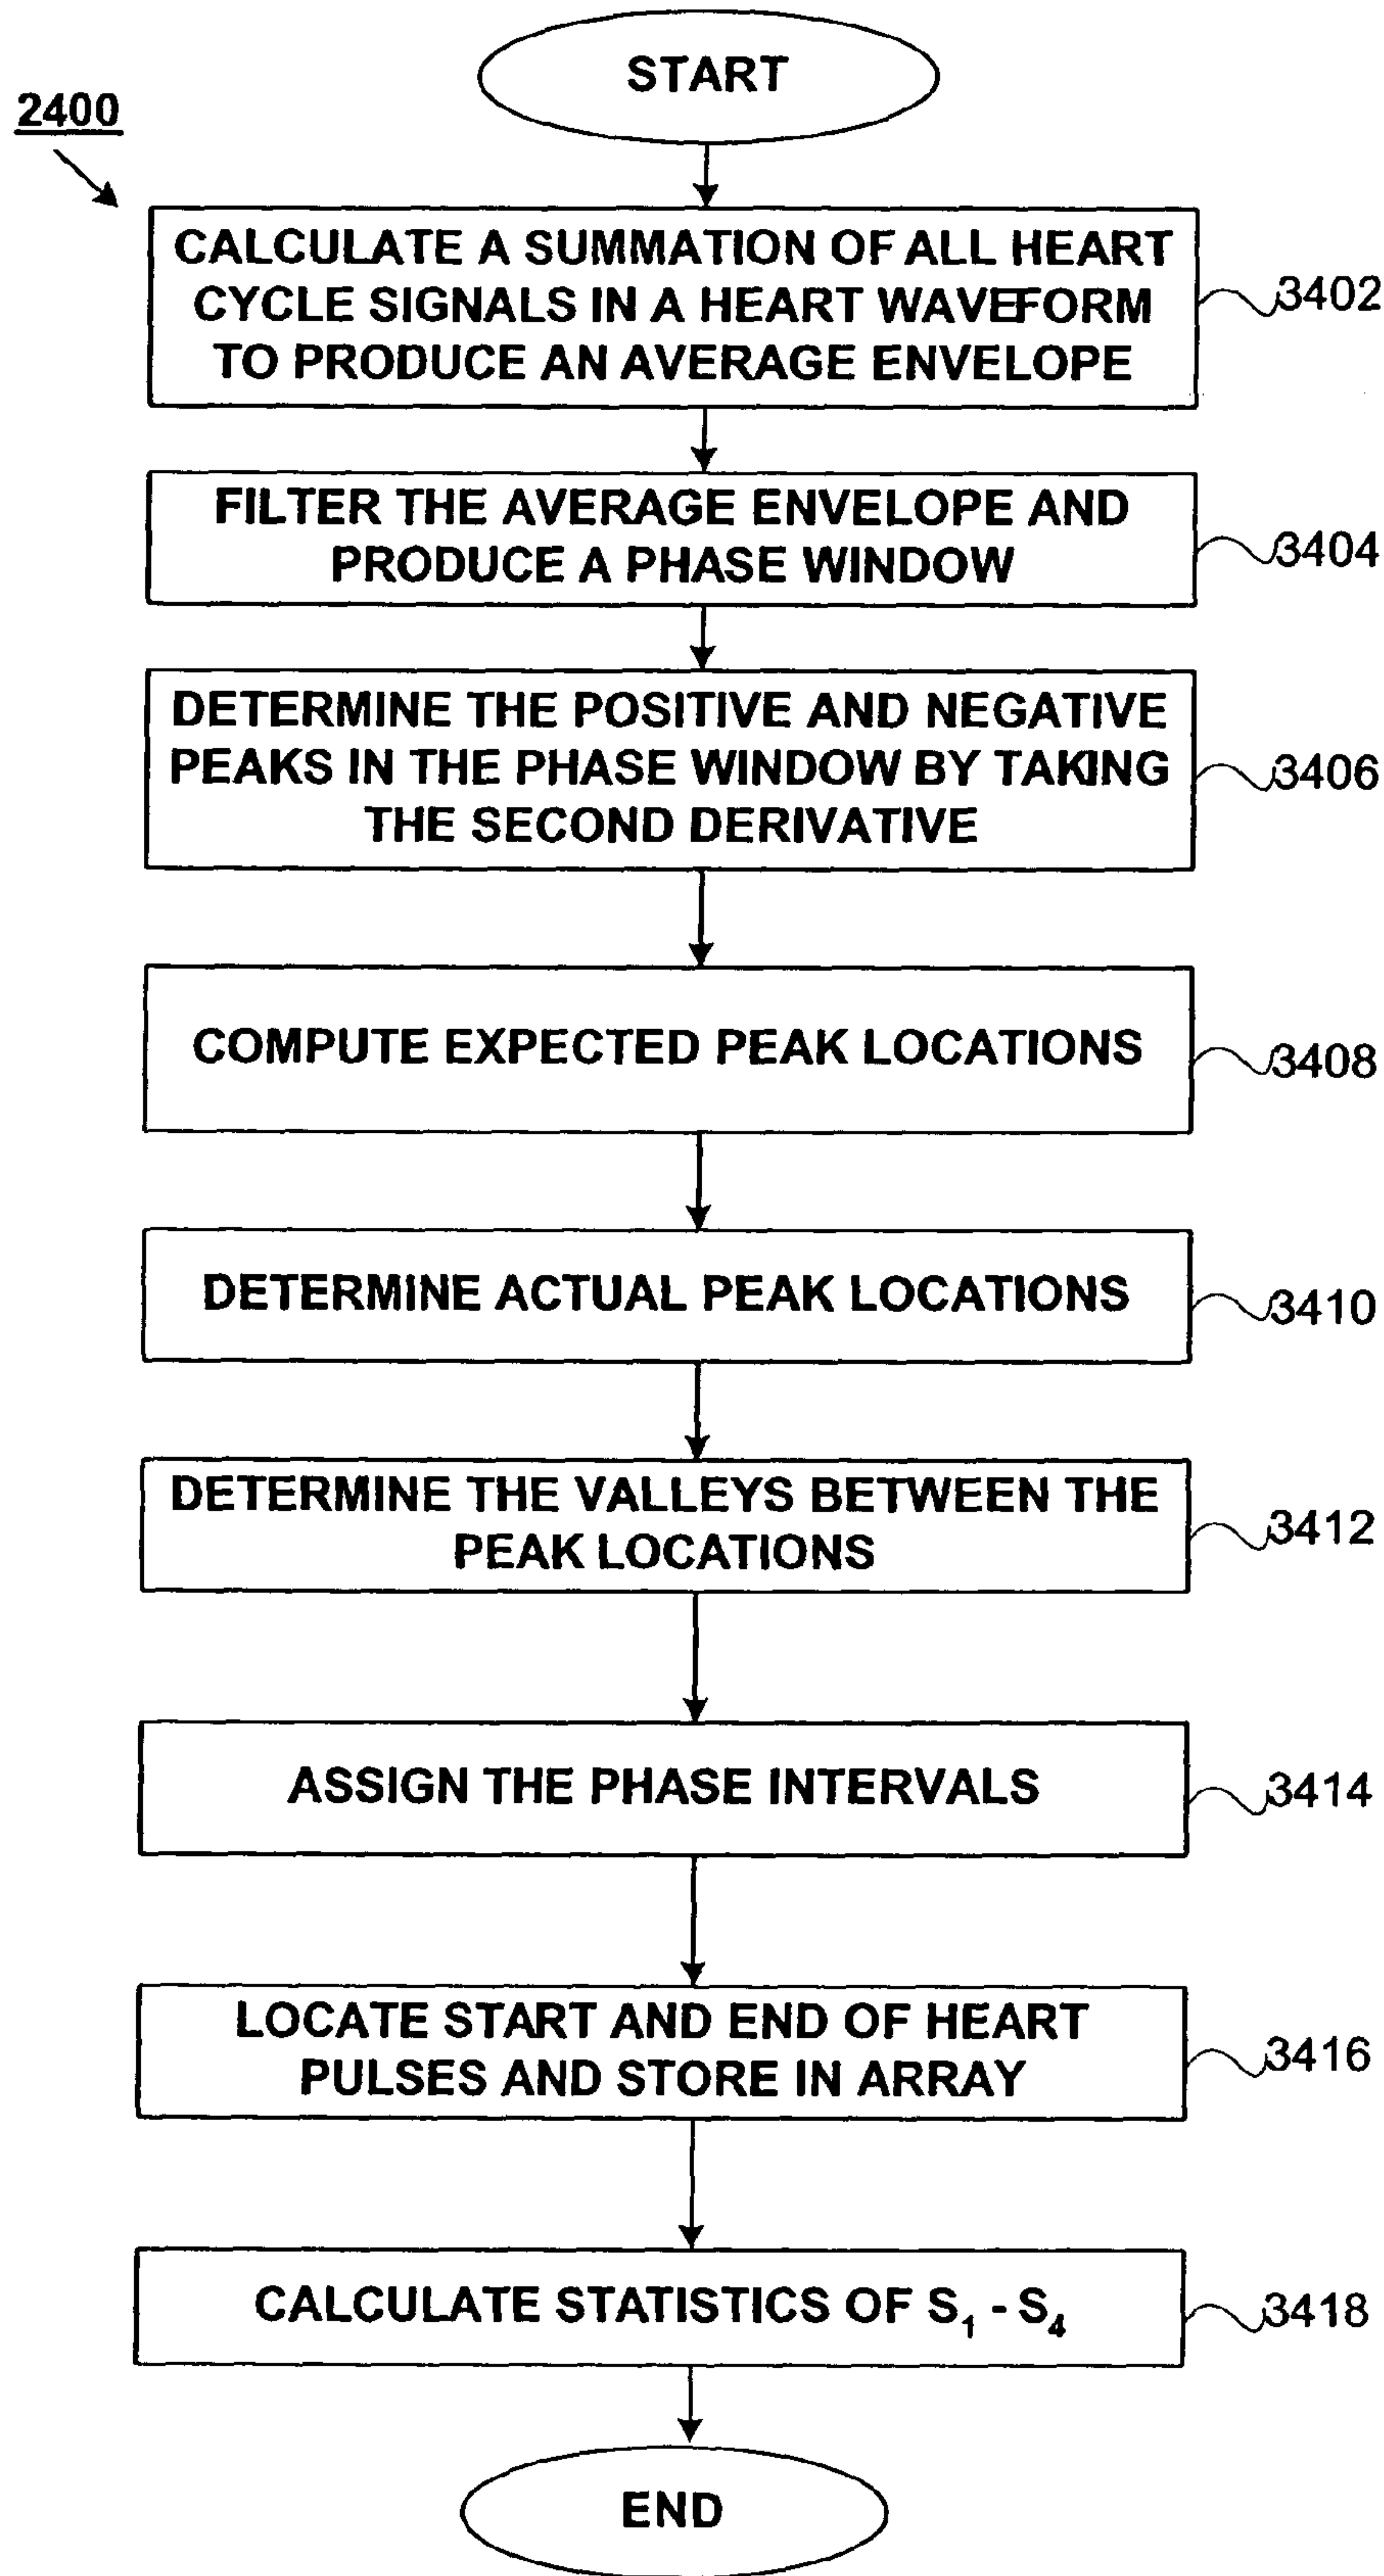 START
2400
CALCULATE A SUMMATION OF ALL HEART
CYCLE SIGNALS IN A HEART WAVEFORM
TO PRODUCE AN AVERAGE ENVELOPE
3402
FILTER THE AVERAGE ENVELOPE AND
PRODUCE A PHASE WINDOW
3404
DETERMINE THE POSITIVE AND NEGATIVE
PEAKS IN THE PHASE WINDOW BY TAKING
THE SECOND DERIVATIVE
3406
COMPUTE EXPECTED PEAK LOCATIONS
3408
DETERMINE ACTUAL PEAK LOCATIONS
3410
DETERMINE THE VALLEYS BETWEEN THE
PEAK LOCATIONS
3412
ASSIGN THE PHASE INTERVALS
3414
LOCATE START AND END OF HEART
PULSES AND STORE IN ARRAY
3416
CALCULATE STATISTICS OF S₁ - S₄
3418
END